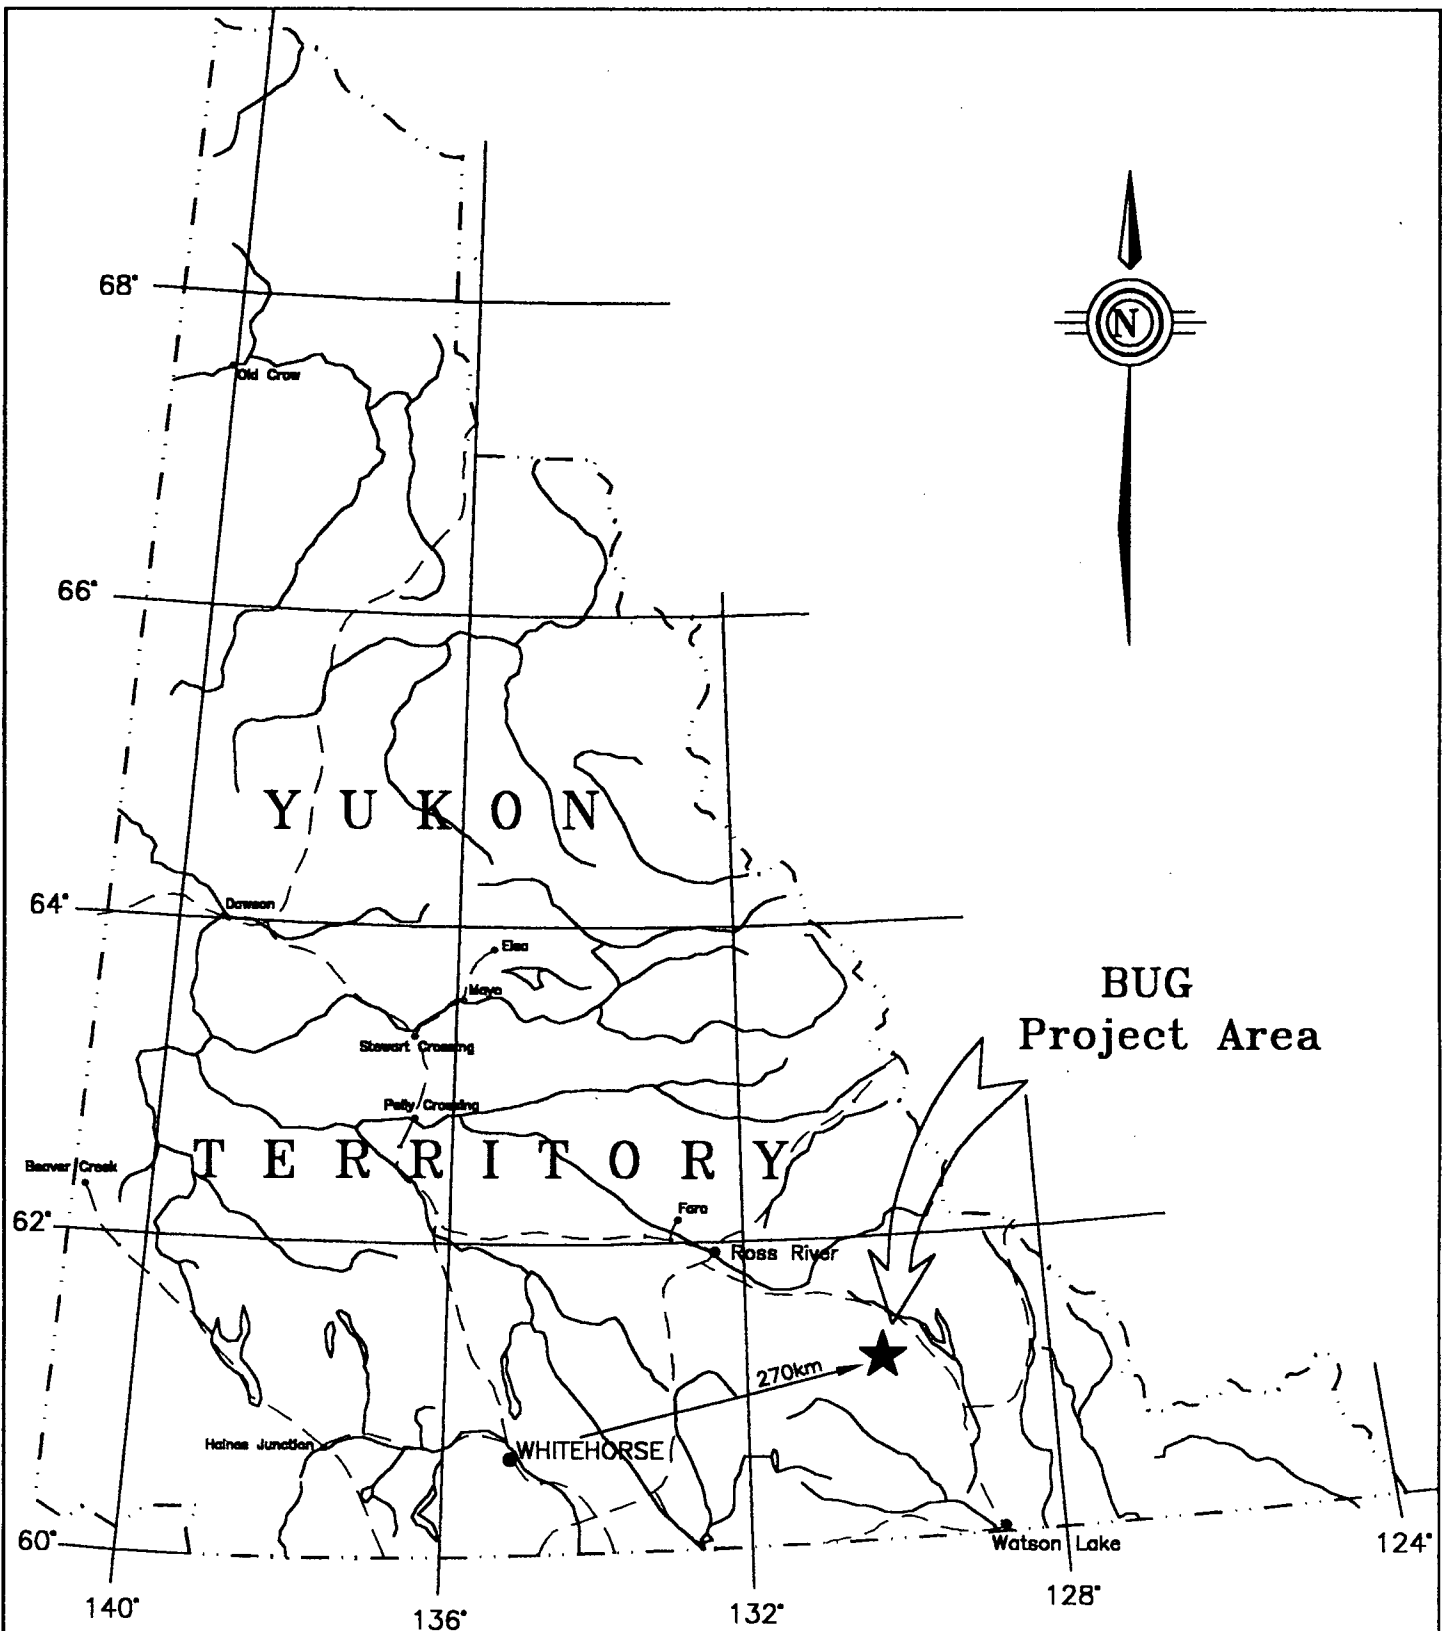 N
68°
Old Crow
66°
YUKON
64°
Dawson
Elsa
Mayo
Stewart Crossing
BUG
Project Area
Pelly Crossing
TERRITORY
Beaver Creek
62°
Faro
Ross River
270km
Haines Junction
WHITEHORSE
60°
Watson Lake
124°
140°
136°
132°
128°